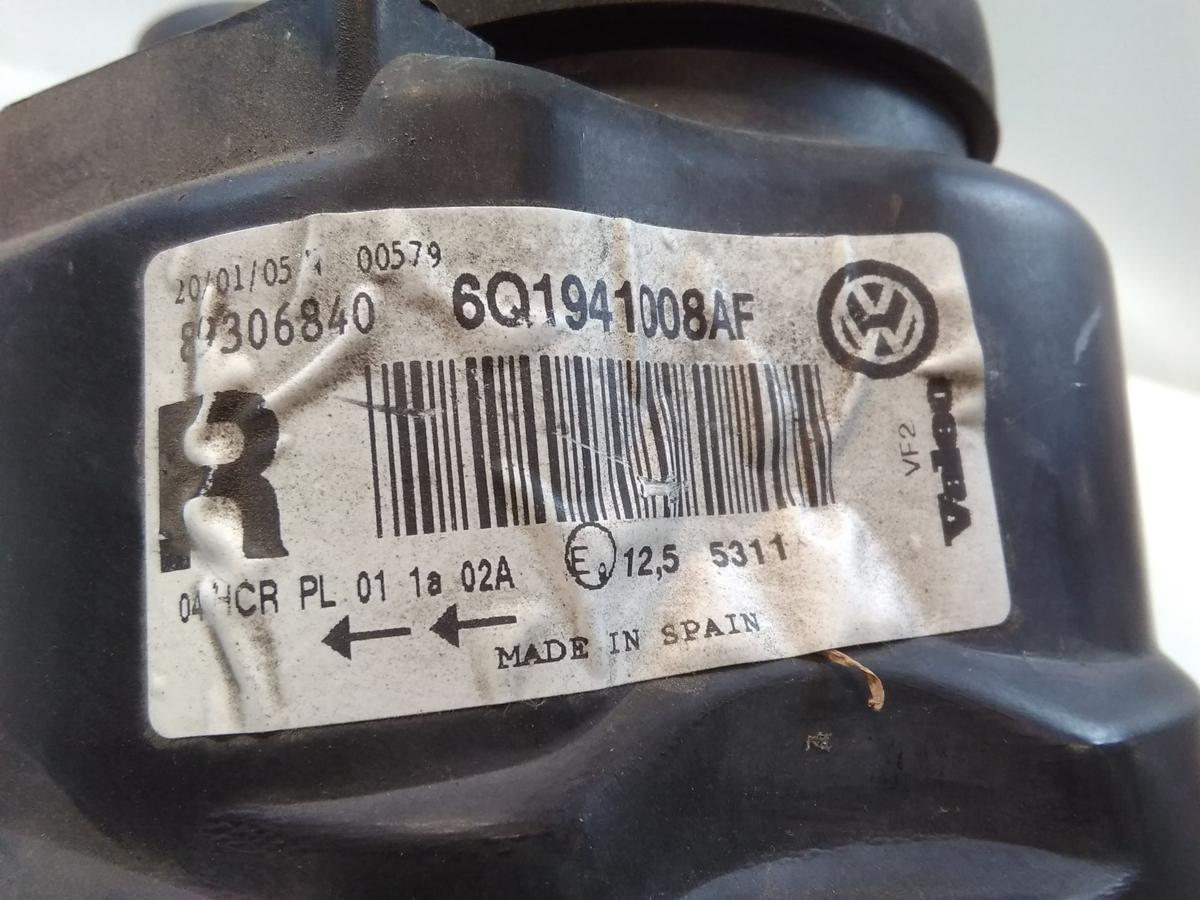 20/01/05 00579
6Q1941008AF
R
VF2
Valeo
04 HCR PL 01 1a 02A
E9 12,5 5311
MADE IN SPAIN